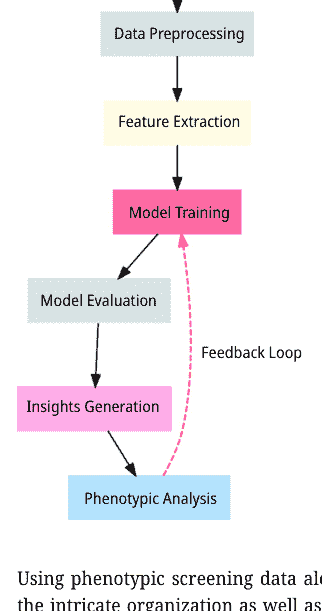 Data Preprocessing
Feature Extraction
Model Training
Model Evaluation
Feedback Loop
Insights Generation
Phenotypic Analysis
Using phenotypic screening data
the intricate organization as well as